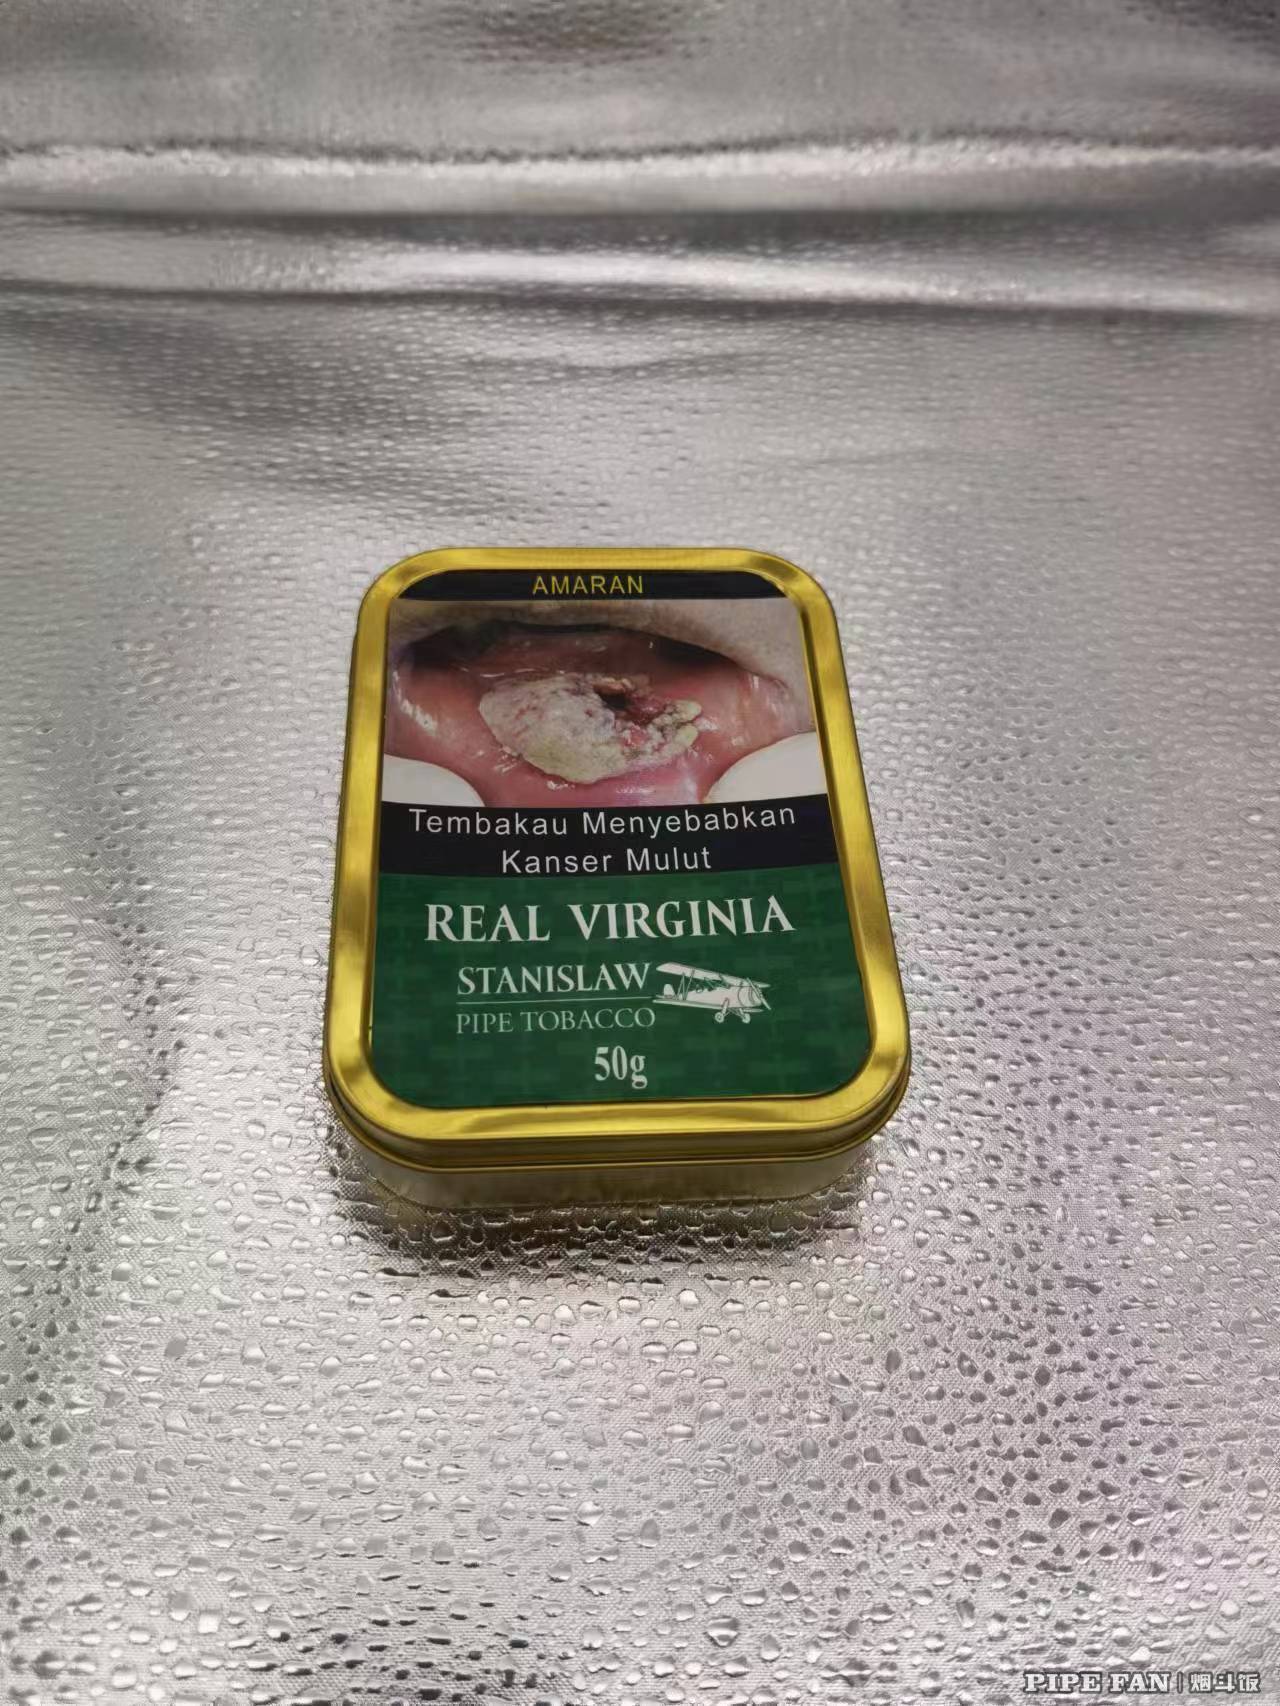 AMARAN
Tembakau Menyebabkan
Kanser Mulut
REAL VIRGINIA
STANISLAW
PIPE TOBACCO
50g
PIPE FAN | 烟斗饭